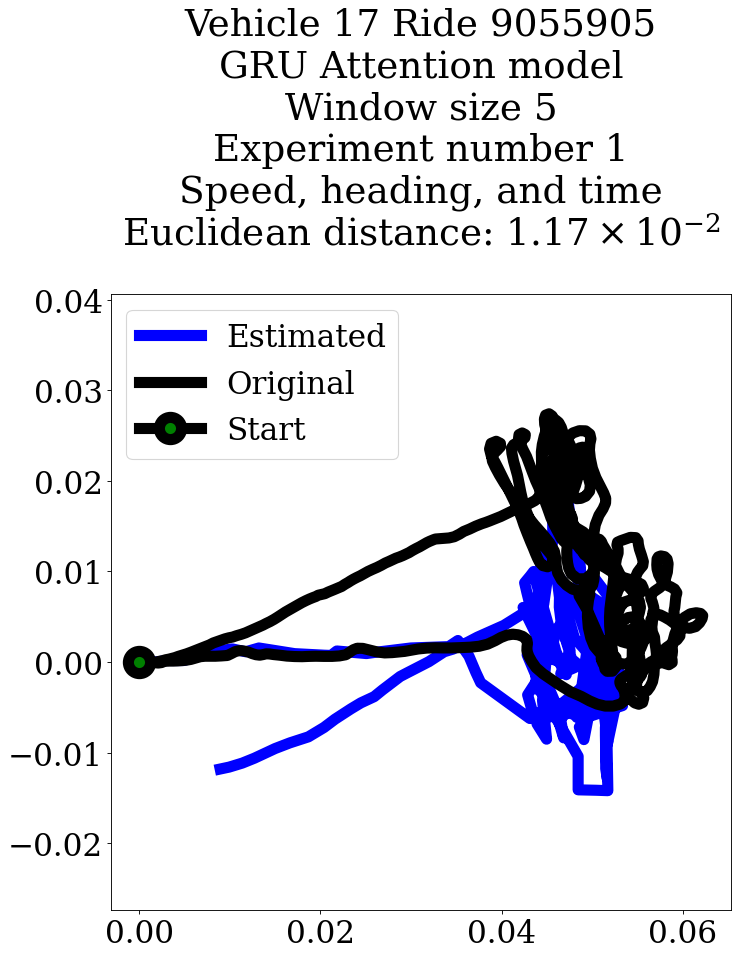 Vehicle 17 Ride 9055905
GRU Attention model
Window size 5
Experiment number 1
Speed, heading, and time
Euclidean distance: 1.17 × 10⁻²
0.04
Estimated
0.03
Original
Start
0.02
0.01
0.00
−0.01
−0.02
0.00 0.02 0.04 0.06